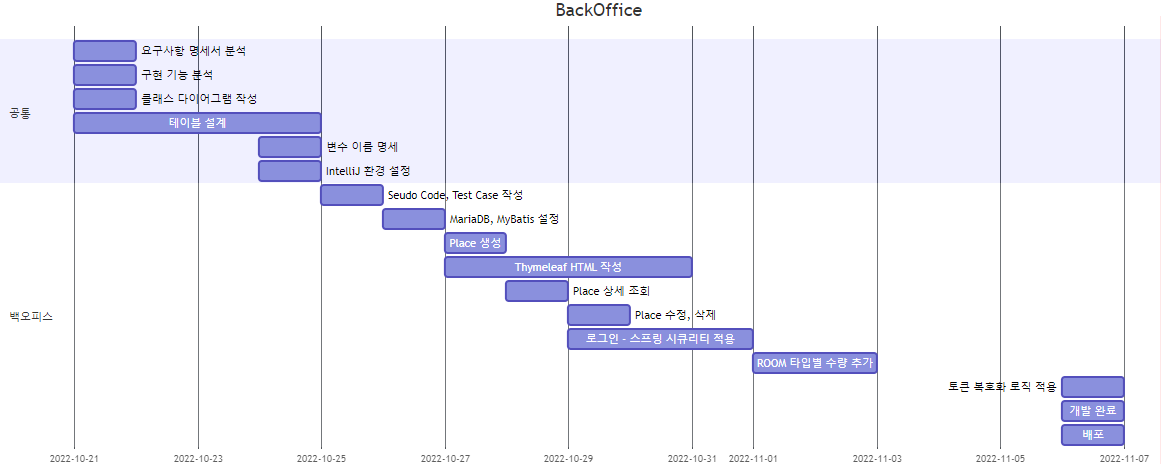 BackOffice
공통
요구사항 명세서 분석
구현 기능 분석
클래스 다이어그램 작성
테이블 설계
변수 이름 명세
IntelliJ 환경 설정
백오피스
Seudo Code, Test Case 작성
MariaDB, MyBatis 설정
Place 생성
Thymeleaf HTML 작성
Place 상세 조회
Place 수정, 삭제
로그인 - 스프링 시큐리티 적용
ROOM 타입별 수량 추가
토큰 복호화 로직 적용
개발 완료
배포
2022-10-21 2022-10-23 2022-10-25 2022-10-27 2022-10-29 2022-10-31 2022-11-01 2022-11-03 2022-11-05 2022-11-07